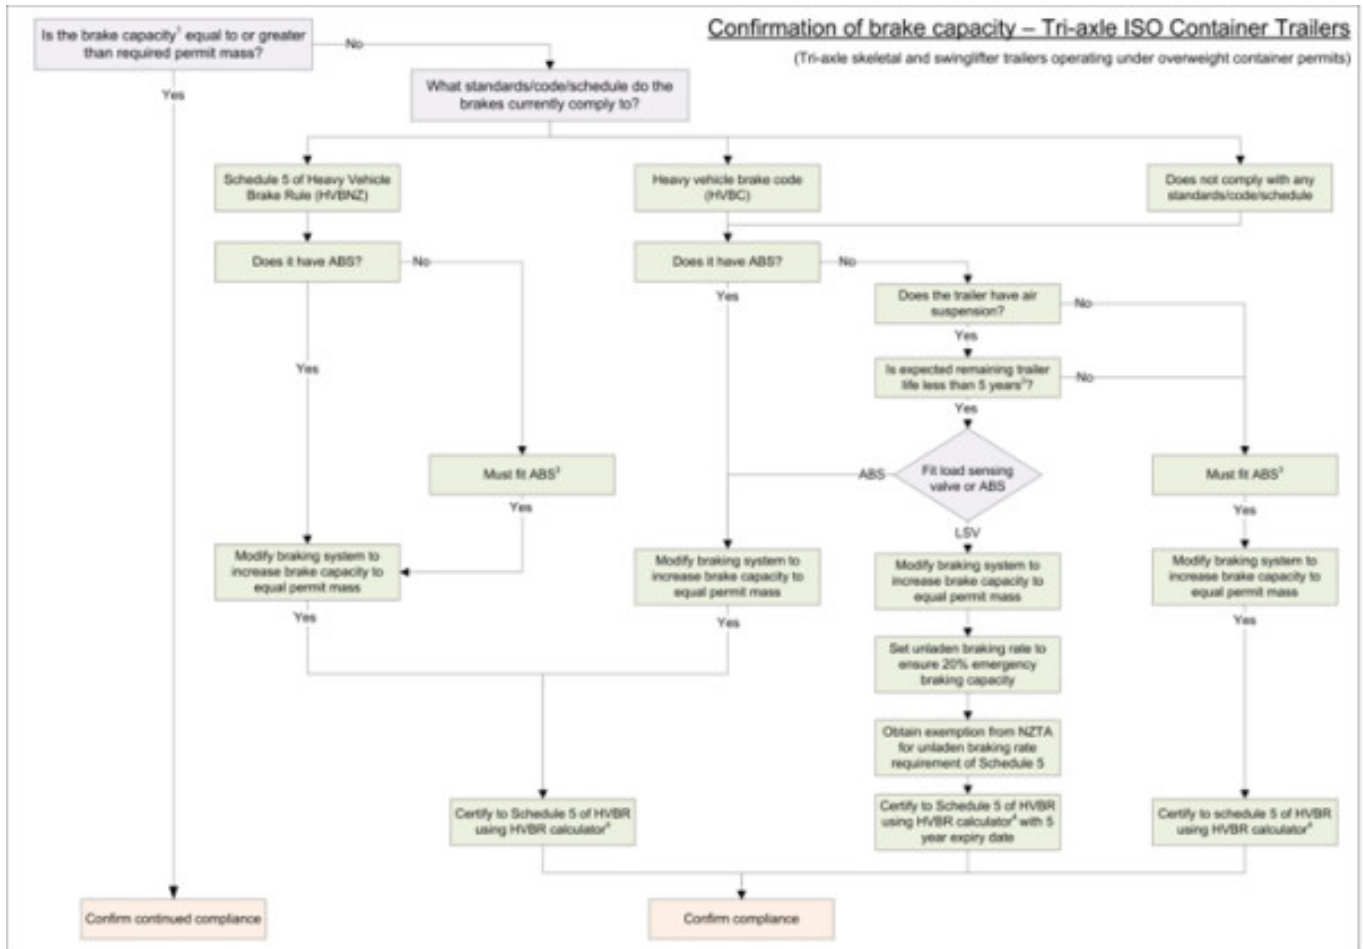 Confirmation of brake capacity – Tri-axle ISO Container Trailers
(Tri-axle skeletal and swinglifter trailers operating under overweight container permits)
Is the brake capacity¹ equal to or greater
than required permit mass?
No
Yes
What standards/code/schedule do the
brakes currently comply to?
Schedule 5 of Heavy Vehicle
Brake Rule (HVBNZ)
Heavy vehicle brake code
(HVBC)
Does not comply with any
standards/code/schedule
Does it have ABS?
No
Does it have ABS?
No
Yes
Does the trailer have air
suspension?
No
Yes
Yes
Is expected remaining trailer
life less than 5 years²?
No
Yes
Must fit ABS³
Yes
ABS
Fit load sensing
valve or ABS
LSV
Must fit ABS³
Yes
Modify braking system to
increase brake capacity to
equal permit mass
Yes
Modify braking system to
increase brake capacity to
equal permit mass
Yes
Modify braking system to
increase brake capacity to
equal permit mass
Modify braking system to
increase brake capacity to
equal permit mass
Yes
Set unladen braking rate to
ensure 20% emergency
braking capacity
Obtain exemption from NZTA
for unladen braking rate
requirement of Schedule 5
Certify to Schedule 5 of HVBR
using HVBR calculator⁴
Certify to Schedule 5 of HVBR
using HVBR calculator⁴ with 5
year expiry date
Certify to schedule 5 of HVBR
using HVBR calculator⁴
Confirm continued compliance
Confirm compliance